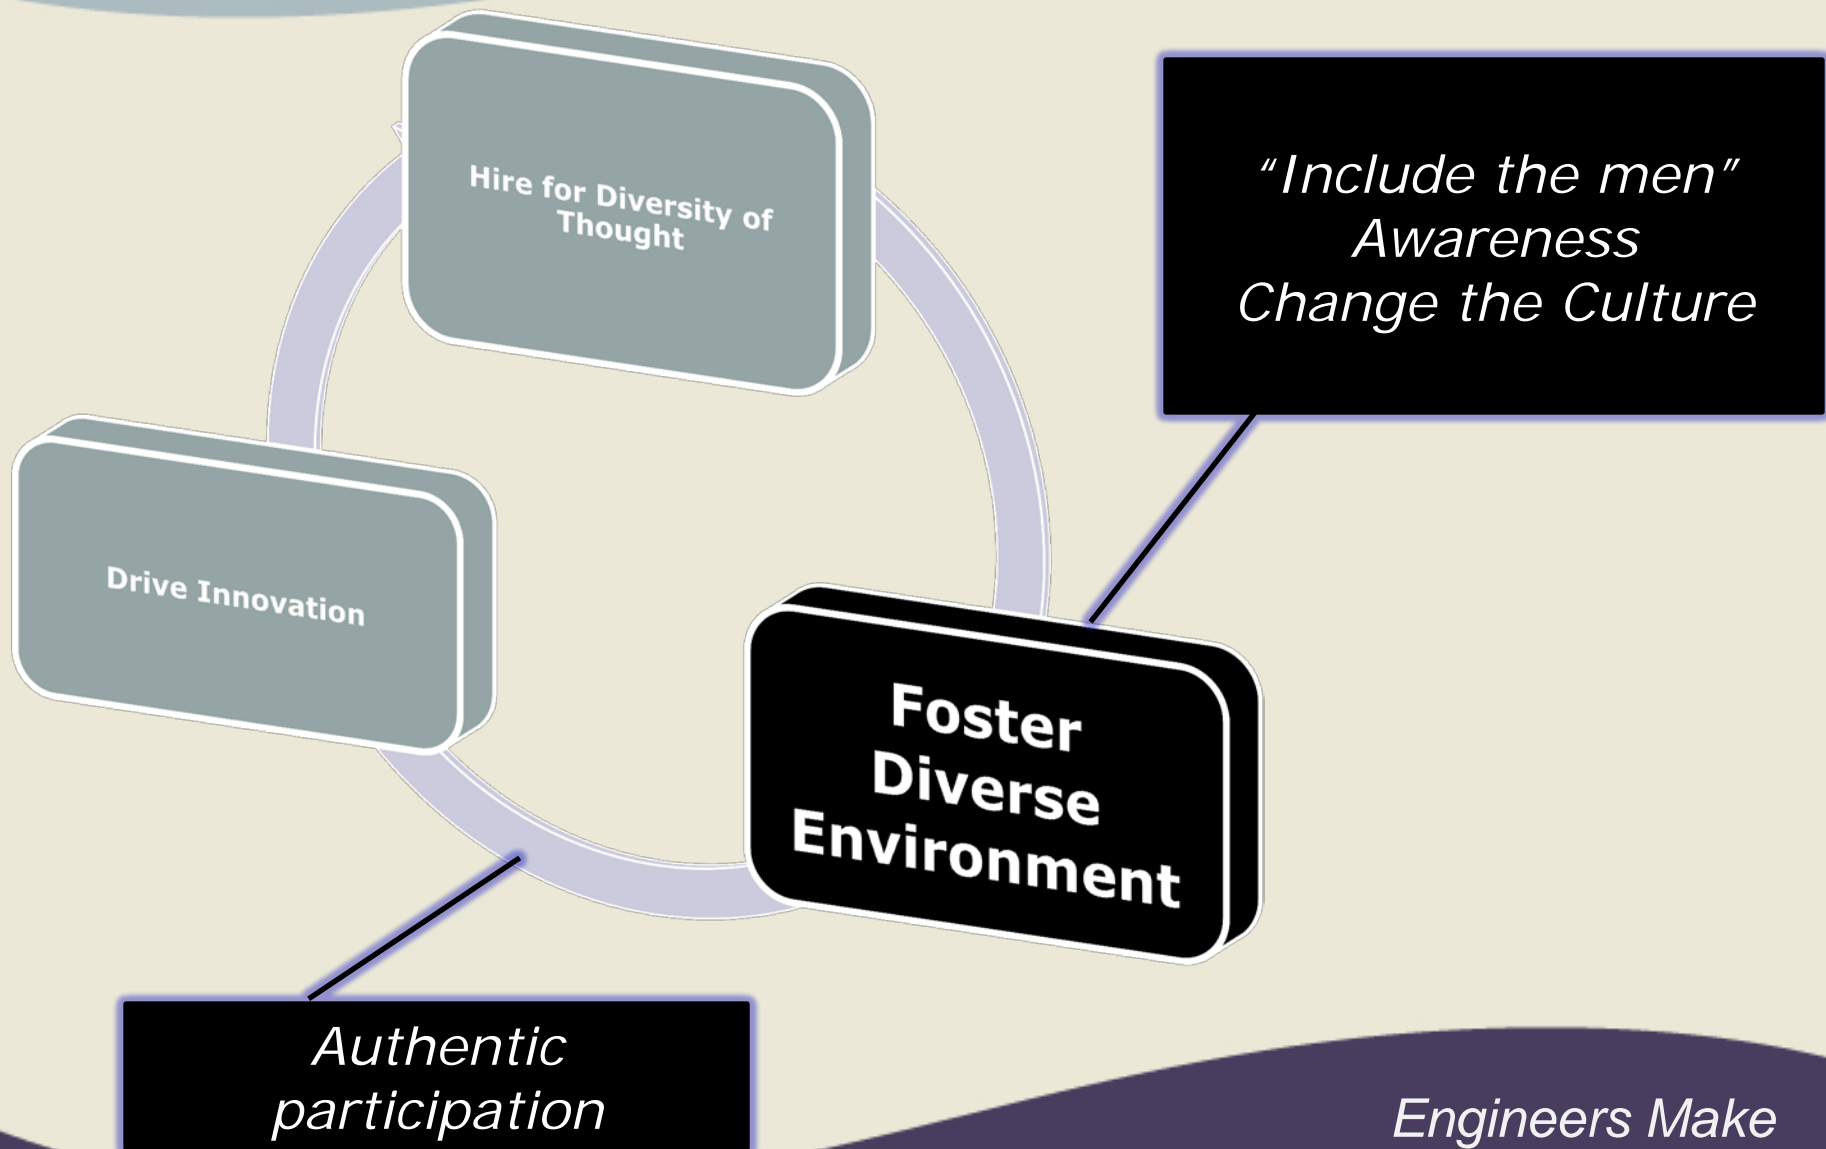 Hire for Diversity of
Thought
“Include the men”
Awareness
Change the Culture
Drive Innovation
Foster
Diverse
Environment
Authentic
participation
Engineers Make